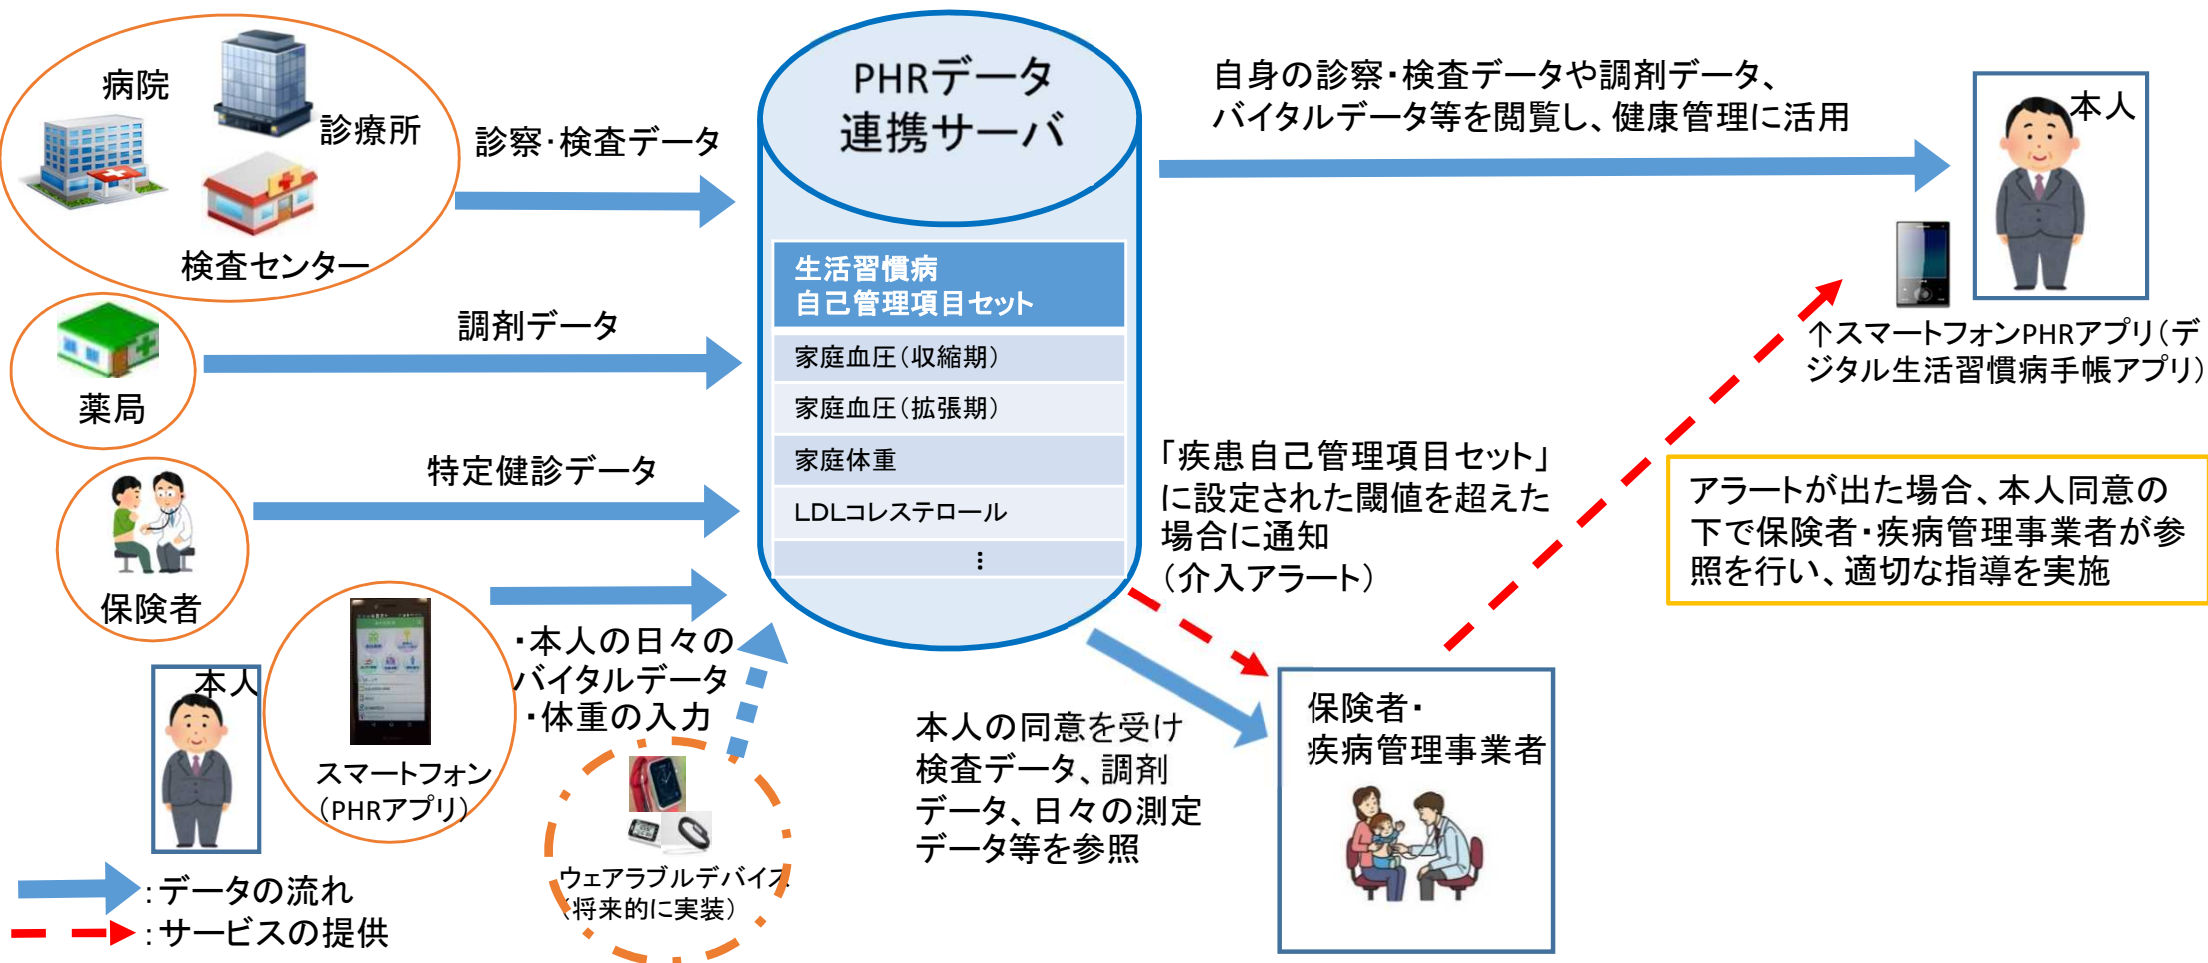 病院
診療所
検査センター
診察・検査データ
薬局
調剤データ
保険者
特定健診データ
本人
スマートフォン
（PHRアプリ）
・本人の日々の
バイタルデータ
・体重の入力
ウェアラブルデバイス
（将来的に実装）
：データの流れ
：サービスの提供
PHRデータ
連携サーバ
生活習慣病
自己管理項目セット
家庭血圧（収縮期）
家庭血圧（拡張期）
家庭体重
LDLコレステロール
⋮
自身の診察・検査データや調剤データ、
バイタルデータ等を閲覧し、健康管理に活用
本人
↑スマートフォンPHRアプリ（デ
ジタル生活習慣病手帳アプリ）
「疾患自己管理項目セット」
に設定された閾値を超えた
場合に通知
（介入アラート）
アラートが出た場合、本人同意の
下で保険者・疾病管理事業者が参
照を行い、適切な指導を実施
本人の同意を受け
検査データ、調剤
データ、日々の測定
データ等を参照
保険者・
疾病管理事業者